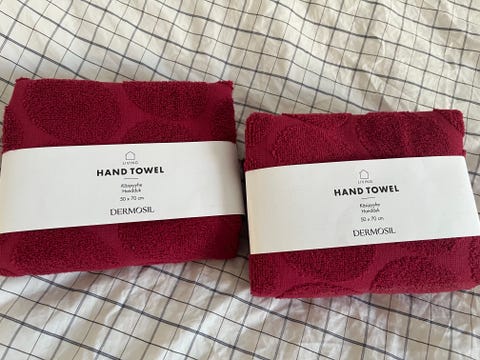 LIVING
HAND TOWEL
Käsipyyhe
Handduk
50 x 70 cm
DERMOSIL
LIVING
HAND TOWEL
Käsipyyhe
Handduk
50 x 70 cm
DERMOSIL